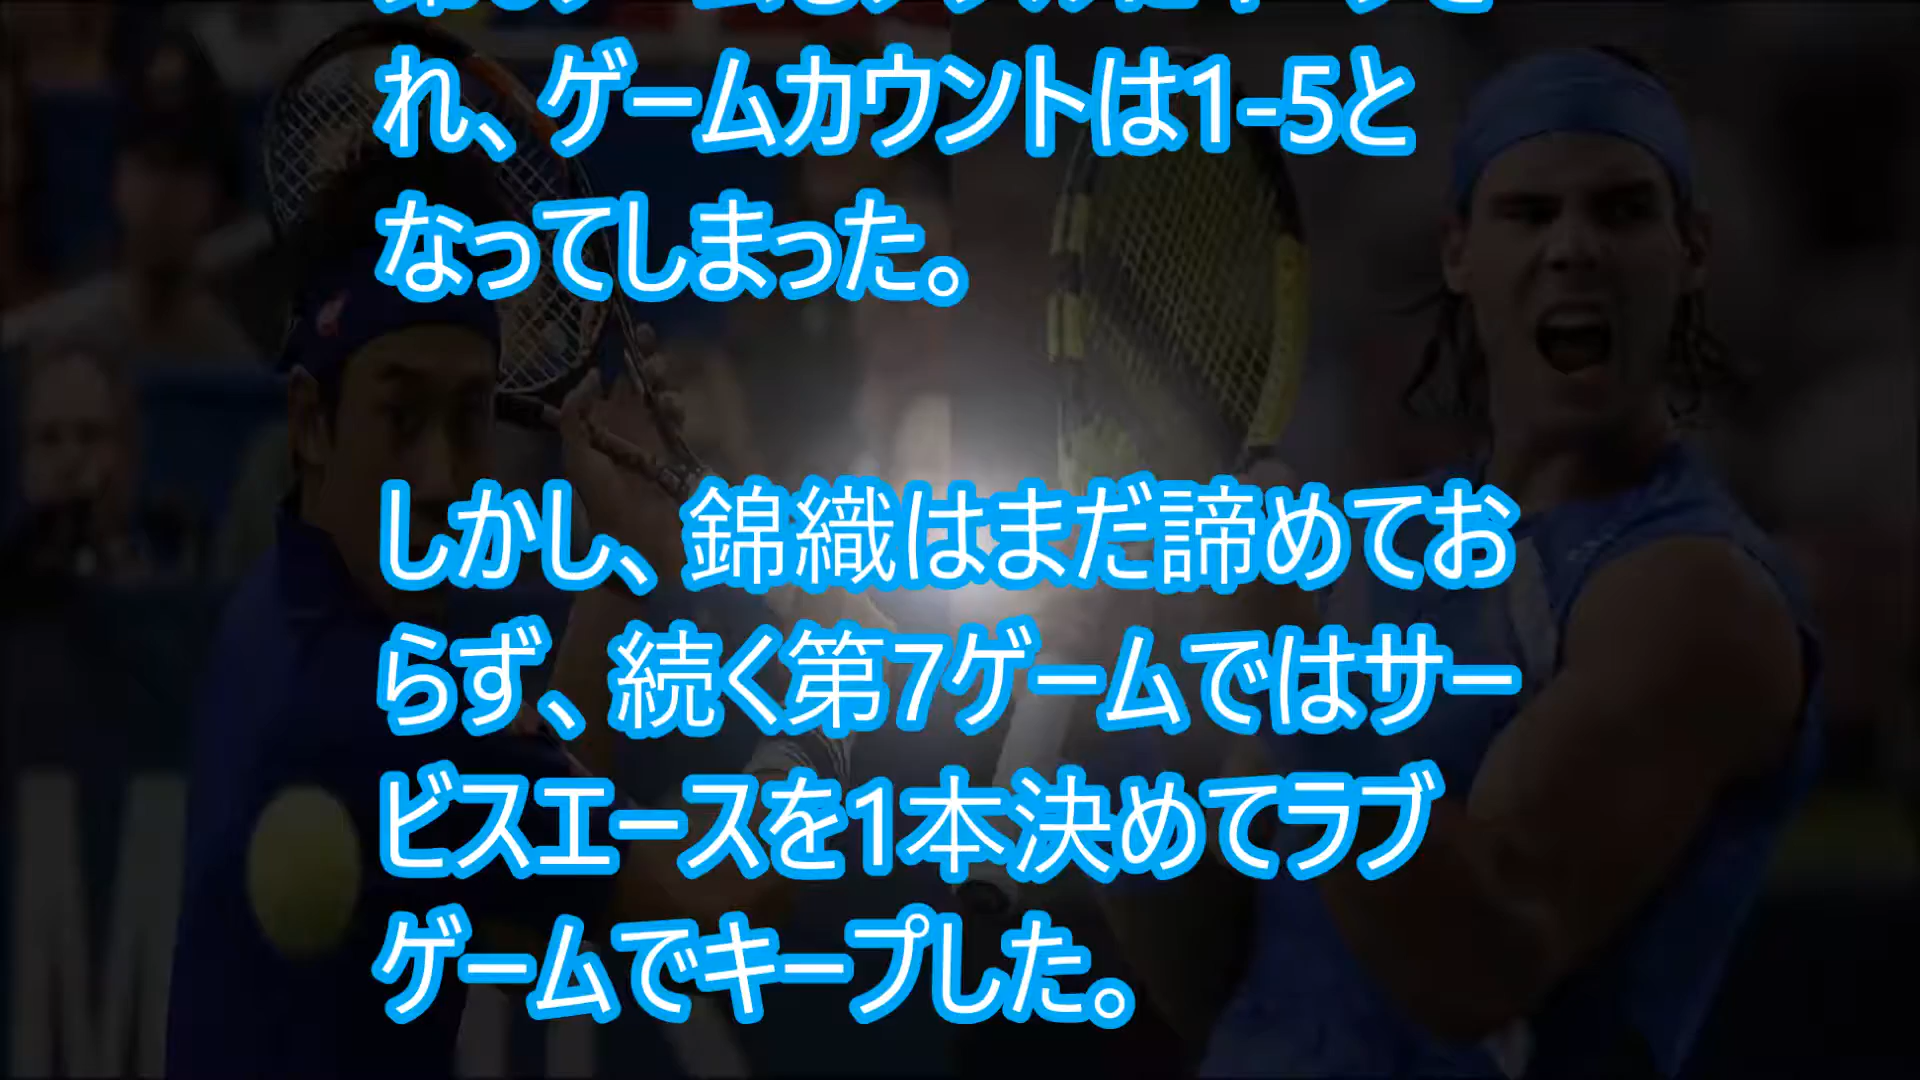 れ、ゲームカウントは1-5と
なってしまった。
しかし、錦織はまだ諦めてお
らず、続く第7ゲームではサー
ビスエースを1本決めてラブ
ゲームでキープした。